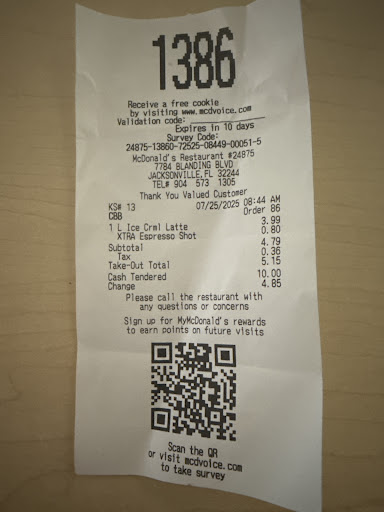 1386
Receive a free cookie
by visiting www.mcdvoice.com
Validation code:
Expires in 10 days
Survey Code:
24875-13860-72525-08449-00051-5
McDonald's Restaurant #24875
7784 BLANDING BLVD
JACKSONVILLE,FL 32244
TEL# 904 573 1305
Thank You Valued Customer
KS# 13 07/25/2025 08:44 AM
CBB Order 86
1 L Ice Crml Latte 3.99
XTRA Espresso Shot 0.80
Subtotal 4.79
Tax 0.36
Take-Out Total 5.15
Cash Tendered 10.00
Change 4.85
Please call the restaurant with
any questions or concerns
Sign up for MyMcDonald's rewards
to earn points on future visits
Scan the QR
or visit mcdvoice.com
to take survey